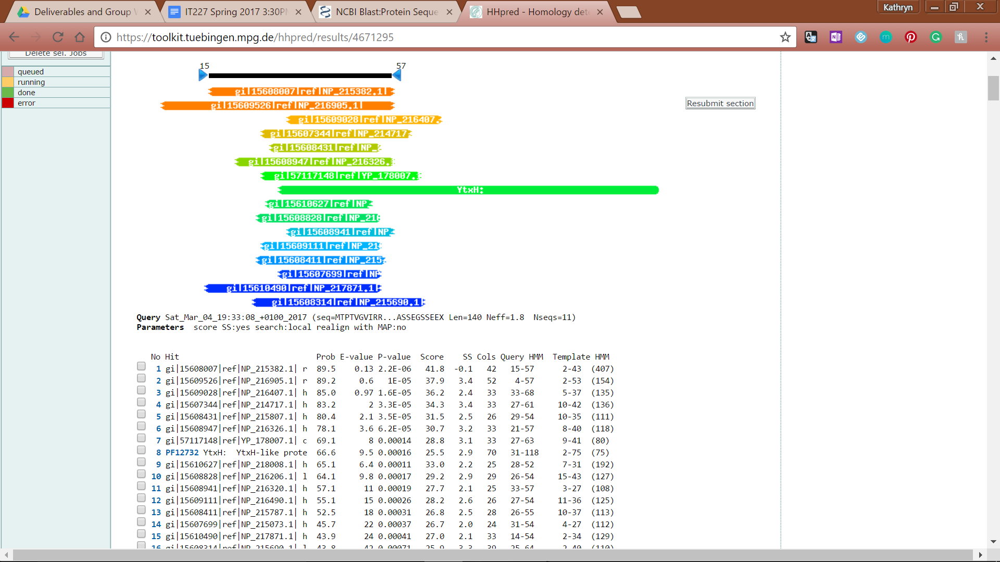 Deliverables and Group W
IT227 Spring 2017 3:30PM
NCBI Blast:Protein Seque
HHpred - Homology dete
Kathryn
https://toolkit.tuebingen.mpg.de/hhpred/results/4671295
Delete sel. Jobs
queued
running
done
error
15 57
gi|15608007|ref|NP_215382.1|
gi|15609526|ref|NP_216905.1|
Resubmit section
gi|15609028|ref|NP_216407.
gi|15607344|ref|NP_214717
gi|15608431|ref|NP_
gi|15608947|ref|NP_216326.
gi|57117148|ref|YP_178007.
YtxH:
gi|15610627|ref|NP
gi|15608828|ref|NP_216
gi|15608941|ref|NP
gi|15609111|ref|NP_21
gi|15608411|ref|NP_215
gi|15607699|ref|NP
gi|15610490|ref|NP_217871.1|
gi|15608314|ref|NP_215690.1
Query Sat_Mar_04_19:33:08_+0100_2017 (seq=MTPTVGVIRR...ASSEGSSEEX Len=140 Neff=1.8 Nseqs=11)
Parameters score SS:yes search:local realign with MAP:no
No Hit Prob E-value P-value Score SS Cols Query HMM Template HMM
1 gi|15608007|ref|NP_215382.1| r 89.5 0.13 2.2E-06 41.8 -0.1 42 15-57 2-43 (407)
2 gi|15609526|ref|NP_216905.1| r 89.2 0.6 1E-05 37.9 3.4 52 4-57 2-53 (154)
3 gi|15609028|ref|NP_216407.1| h 85.0 0.97 1.6E-05 36.2 2.4 33 33-68 5-37 (135)
4 gi|15607344|ref|NP_214717.1| h 83.2 2 3.3E-05 34.3 3.4 33 27-61 10-42 (136)
5 gi|15608431|ref|NP_215807.1| h 80.4 2.1 3.5E-05 31.5 2.5 26 29-54 10-35 (111)
6 gi|15608947|ref|NP_216326.1| h 78.1 3.6 6.2E-05 30.7 3.2 33 21-57 8-40 (118)
7 gi|57117148|ref|YP_178007.1| c 69.1 8 0.00014 28.8 3.1 33 27-63 9-41 (80)
8 PF12732 YtxH: YtxH-like prote 66.6 9.5 0.00016 25.5 2.9 70 31-118 2-75 (75)
9 gi|15610627|ref|NP_218008.1| h 65.1 6.4 0.00011 33.0 2.2 25 28-52 7-31 (192)
10 gi|15608828|ref|NP_216206.1| l 64.1 9.8 0.00017 29.2 2.9 29 26-54 15-43 (127)
11 gi|15608941|ref|NP_216320.1| h 57.1 11 0.00019 27.7 2.1 25 33-57 3-27 (108)
12 gi|15609111|ref|NP_216490.1| h 55.1 15 0.00026 28.2 2.6 26 27-54 11-36 (125)
13 gi|15608411|ref|NP_215787.1| h 52.5 18 0.00031 26.8 2.5 28 26-55 10-37 (113)
14 gi|15607699|ref|NP_215073.1| h 45.7 22 0.00037 26.7 2.0 24 31-54 4-27 (112)
15 gi|15610490|ref|NP_217871.1| h 43.9 24 0.00041 27.0 2.1 33 14-54 2-34 (129)
16 gi|15608314|ref|NP_215690.1| l 43.8 42 0.00071 25.9 3.3 39 25-64 2-40 (110)